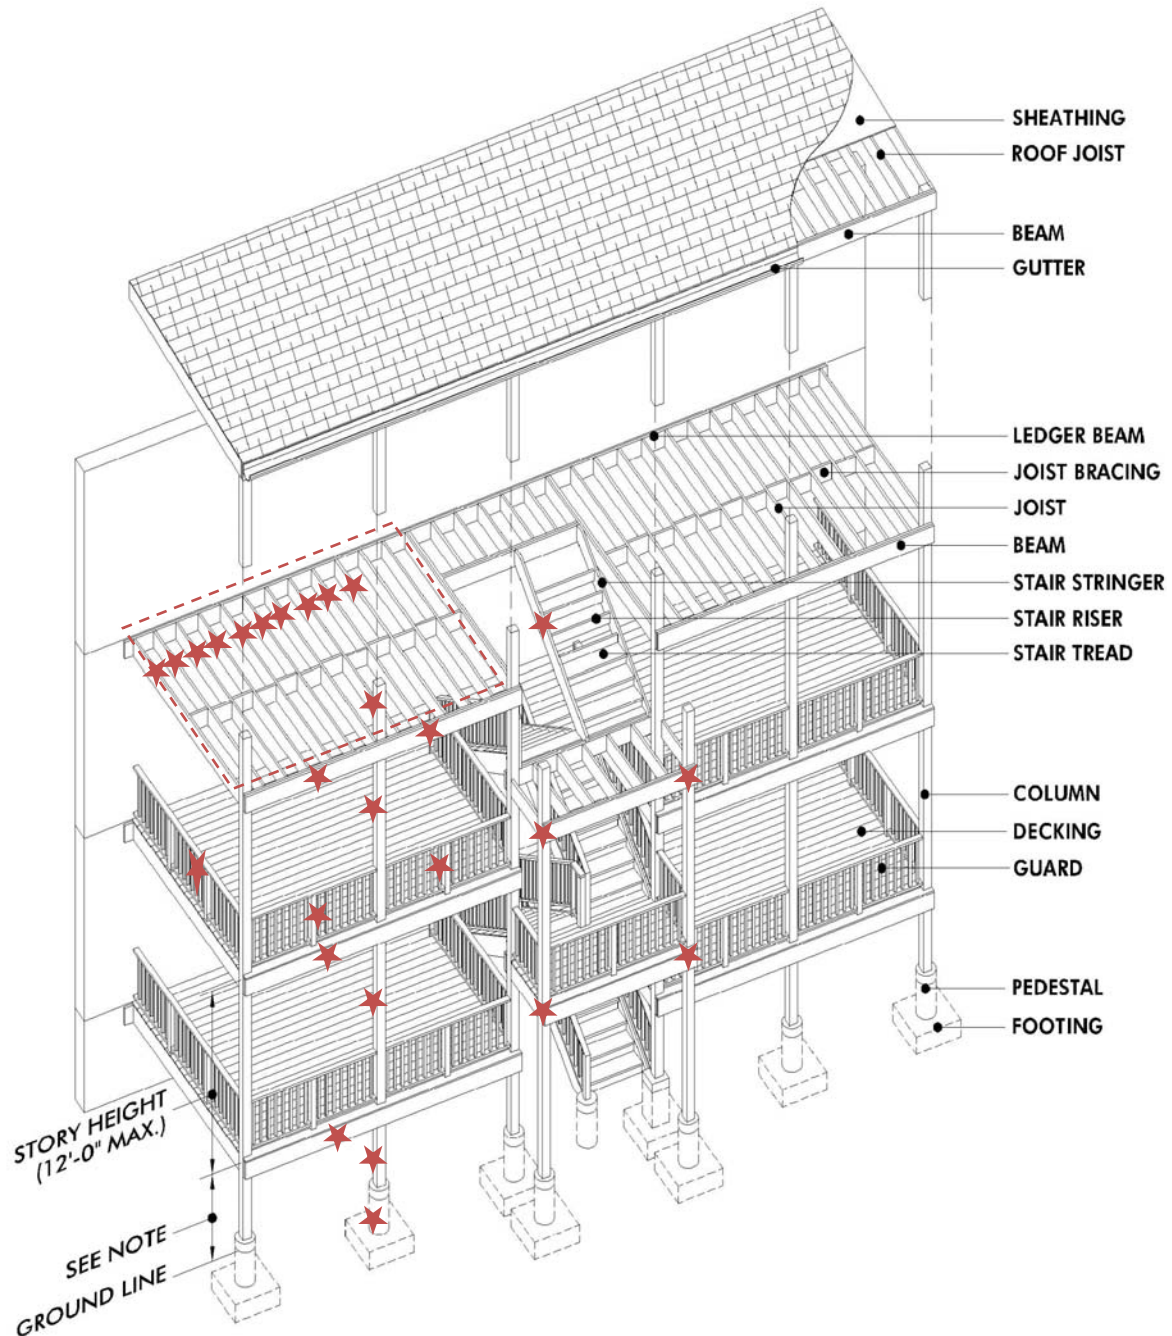 SHEATHING
ROOF JOIST
BEAM
GUTTER
LEDGER BEAM
JOIST BRACING
JOIST
BEAM
STAIR STRINGER
STAIR RISER
STAIR TREAD
COLUMN
DECKING
GUARD
PEDESTAL
FOOTING
STORY HEIGHT
(12'-0" MAX.)
SEE NOTE
GROUND LINE